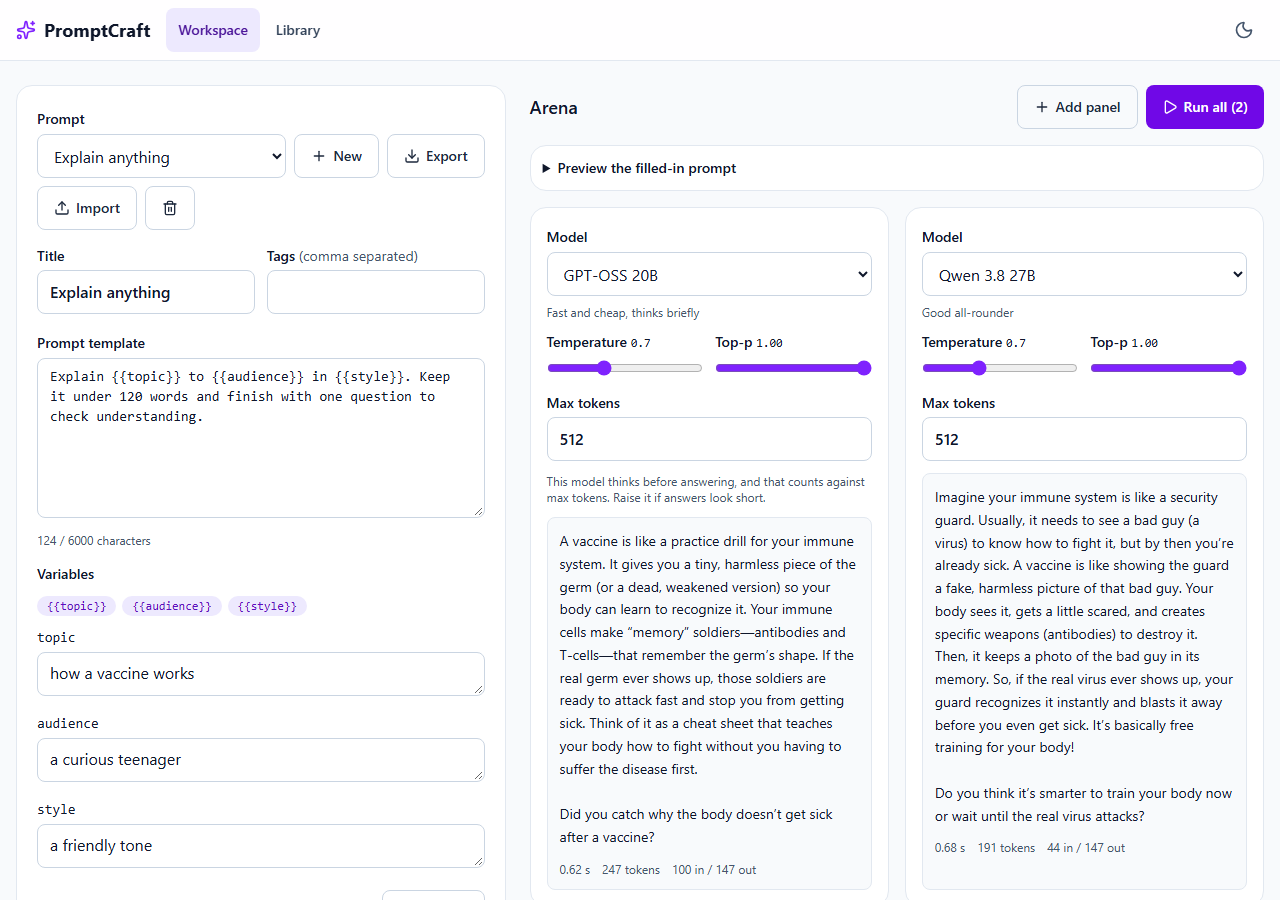 PromptCraft
Workspace
Library
Prompt
Explain anything
New
Export
Import
Title
Tags (comma separated)
Explain anything
Prompt template
Explain {{topic}} to {{audience}} in {{style}}. Keep
it under 120 words and finish with one question to
check understanding.
124 / 6000 characters
Variables
{{topic}}
{{audience}}
{{style}}
topic
how a vaccine works
audience
a curious teenager
style
a friendly tone
Arena
Add panel
Run all (2)
Preview the filled-in prompt
Model
GPT-OSS 20B
Fast and cheap, thinks briefly
Temperature 0.7
Top-p 1.00
Max tokens
512
This model thinks before answering, and that counts against
max tokens. Raise it if answers look short.
A vaccine is like a practice drill for your immune
system. It gives you a tiny, harmless piece of the
germ (or a dead, weakened version) so your
body can learn to recognize it. Your immune
cells make “memory” soldiers—antibodies and
T-cells—that remember the germ’s shape. If the
real germ ever shows up, those soldiers are
ready to attack fast and stop you from getting
sick. Think of it as a cheat sheet that teaches
your body how to fight without you having to
suffer the disease first.
Did you catch why the body doesn’t get sick
after a vaccine?
0.62 s 247 tokens 100 in / 147 out
Model
Qwen 3.8 27B
Good all-rounder
Temperature 0.7
Top-p 1.00
Max tokens
512
Imagine your immune system is like a security
guard. Usually, it needs to see a bad guy (a
virus) to know how to fight it, but by then you’re
already sick. A vaccine is like showing the guard
a fake, harmless picture of that bad guy. Your
body sees it, gets a little scared, and creates
specific weapons (antibodies) to destroy it.
Then, it keeps a photo of the bad guy in its
memory. So, if the real virus ever shows up, your
guard recognizes it instantly and blasts it away
before you even get sick. It’s basically free
training for your body!
Do you think it’s smarter to train your body now
or wait until the real virus attacks?
0.68 s 191 tokens 44 in / 147 out